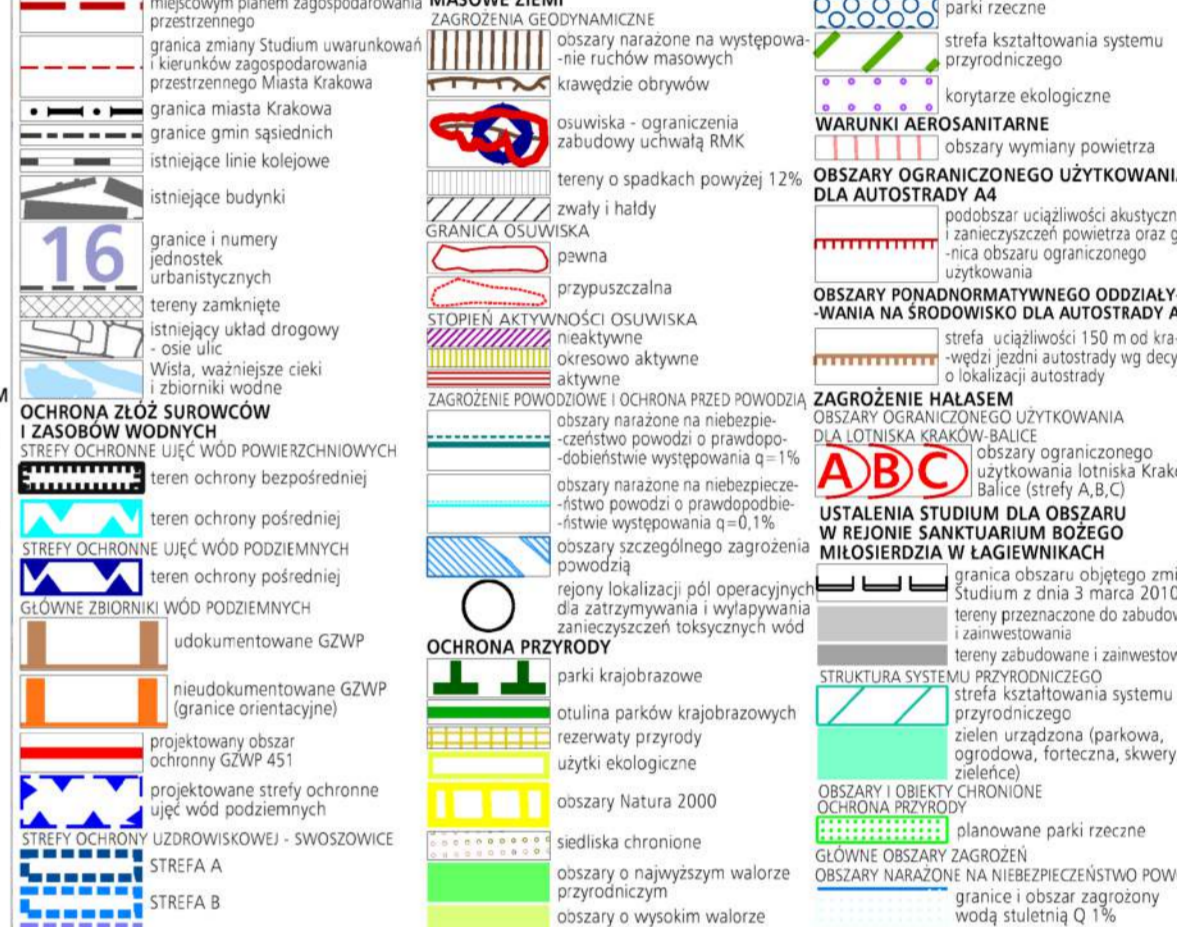 miejscowym planem zagospodarowania
przestrzennego
granica zmiany Studium uwarunkowań
i kierunków zagospodarowania
przestrzennego Miasta Krakowa
granica miasta Krakowa
granice gmin sąsiednich
istniejące linie kolejowe
istniejące budynki
16
granice i numery
jednostek
urbanistycznych
tereny zamknięte
istniejący układ drogowy
- osie ulic
Wisła, ważniejsze cieki
i zbiorniki wodne
M
OCHRONA ZŁÓŻ SUROWCÓW
I ZASOBÓW WODNYCH
STREFY OCHRONNE UJĘĆ WÓD POWIERZCHNIOWYCH
teren ochrony bezpośredniej
teren ochrony pośredniej
STREFY OCHRONNE UJĘĆ WÓD PODZIEMNYCH
teren ochrony pośredniej
GŁÓWNE ZBIORNIKI WÓD PODZIEMNYCH
udokumentowane GZWP
nieudokumentowane GZWP
(granice orientacyjne)
projektowany obszar
ochronny GZWP 451
projektowane strefy ochronne
ujęć wód podziemnych
STREFY OCHRONY UZDROWISKOWEJ - SWOSZOWICE
STREFA A
STREFA B
MASOWE ZIEMI
ZAGROŻENIA GEODYNAMICZNE
obszary narażone na występowa-
-nie ruchów masowych
krawędzie obrywów
osuwiska - ograniczenia
zabudowy uchwałą RMK
tereny o spadkach powyżej 12%
zwały i hałdy
GRANICA OSUWISKA
pewna
przypuszczalna
STOPIEŃ AKTYWNOŚCI OSUWISKA
nieaktywne
okresowo aktywne
aktywne
ZAGROŻENIE POWODZIOWE I OCHRONA PRZED POWODZIĄ
obszary narażone na niebezpie-
-czeństwo powodzi o prawdopo-
-dobieństwie występowania q=1%
obszary narażone na niebezpiecze-
-ństwo powodzi o prawdopodbie-
-ństwie występowania q=0,1%
obszary szczególnego zagrożenia
powodzią
rejony lokalizacji pól operacyjnych
dla zatrzymywania i wyłapywania
zanieczyszczeń toksycznych wód
OCHRONA PRZYRODY
parki krajobrazowe
otulina parków krajobrazowych
rezerwaty przyrody
użytki ekologiczne
obszary Natura 2000
siedliska chronione
obszary o najwyższym walorze
przyrodniczym
obszary o wysokim walorze
parki rzeczne
strefa kształtowania systemu
przyrodniczego
korytarze ekologiczne
WARUNKI AEROSANITARNE
obszary wymiany powietrza
OBSZARY OGRANICZONEGO UŻYTKOWANIA
DLA AUTOSTRADY A4
podobszar uciążliwości akustyczn
i zanieczyszczeń powietrza oraz g
-nica obszaru ograniczonego
użytkowania
OBSZARY PONADNORMATYWNEGO ODDZIAŁY-
-WANIA NA ŚRODOWISKO DLA AUTOSTRADY A
strefa uciążliwości 150 m od kra-
-wędzi jezdni autostrady wg decy
o lokalizacji autostrady
ZAGROŻENIE HAŁASEM
OBSZARY OGRANICZONEGO UŻYTKOWANIA
DLA LOTNISKA KRAKÓW-BALICE
A B C
obszary ograniczonego
użytkowania lotniska Krakó
Balice (strefy A,B,C)
USTALENIA STUDIUM DLA OBSZARU
W REJONIE SANKTUARIUM BOŻEGO
MIŁOSIERDZIA W ŁAGIEWNIKACH
granica obszaru objętego zmi
Studium z dnia 3 marca 2010
tereny przeznaczone do zabudow
i zainwestowania
tereny zabudowane i zainwestow
STRUKTURA SYSTEMU PRZYRODNICZEGO
strefa kształtowania systemu
przyrodniczego
zielen urządzona (parkowa,
ogrodowa, forteczna, skwery
zieleńce)
OBSZARY I OBIEKTY CHRONIONE
OCHRONA PRZYRODY
planowane parki rzeczne
GŁÓWNE OBSZARY ZAGROŻEŃ
OBSZARY NARAŻONE NA NIEBEZPIECZEŃSTWO POW
granice i obszar zagrożony
wodą stuletnią Q 1%